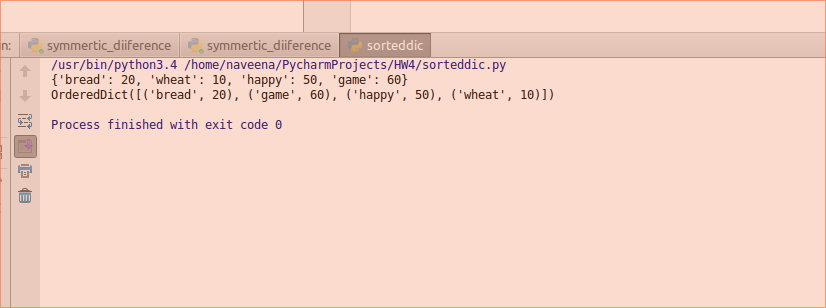 n: symmertic_diiference symmertic_diiference sorteddic
/usr/bin/python3.4 /home/naveena/PycharmProjects/HW4/sorteddic.py
{'bread': 20, 'wheat': 10, 'happy': 50, 'game': 60}
OrderedDict([('bread', 20), ('game', 60), ('happy', 50), ('wheat', 10)])
Process finished with exit code 0